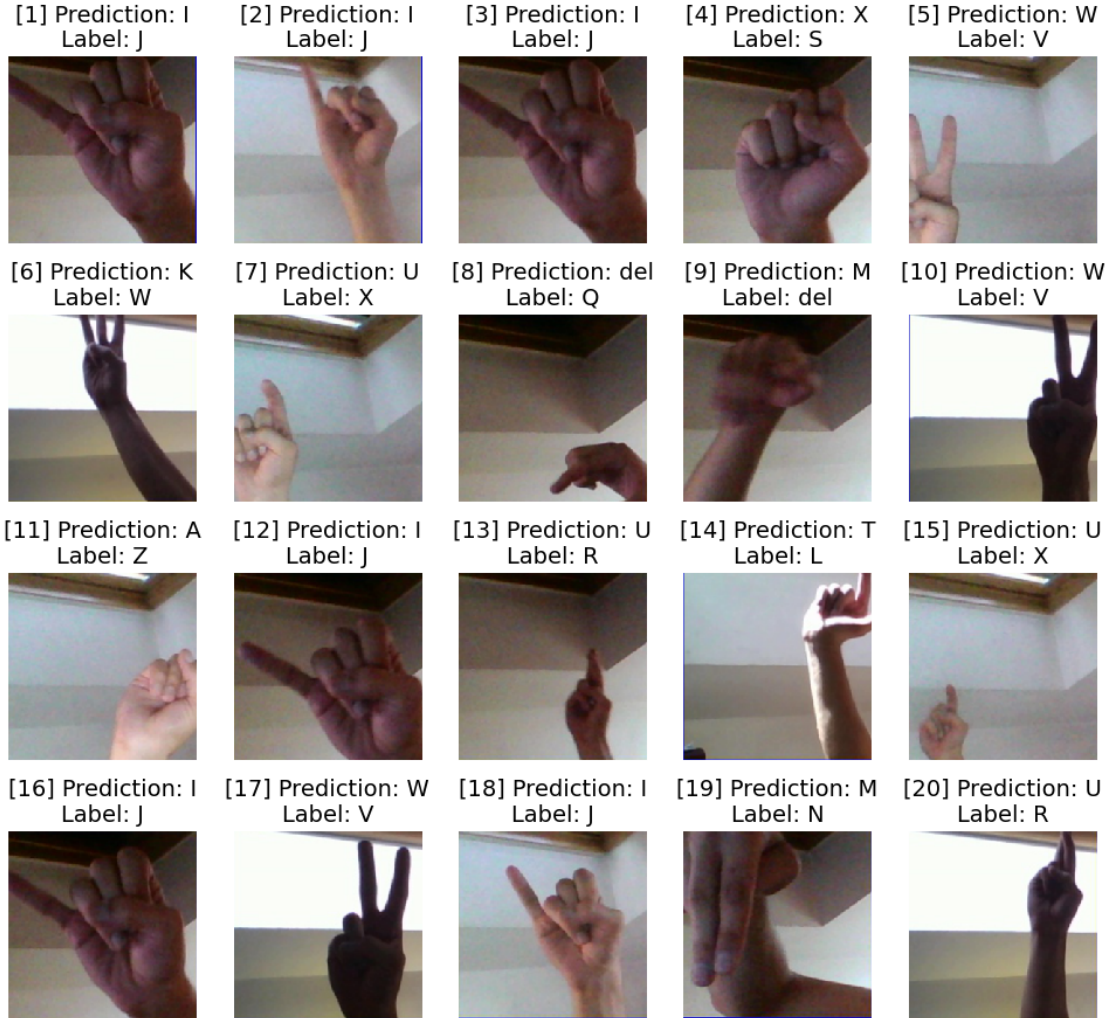 [1] Prediction: I
Label: J
[2] Prediction: I
Label: J
[3] Prediction: I
Label: J
[4] Prediction: X
Label: S
[5] Prediction: W
Label: V
[6] Prediction: K
Label: W
[7] Prediction: U
Label: X
[8] Prediction: del
Label: Q
[9] Prediction: M
Label: del
[10] Prediction: W
Label: V
[11] Prediction: A
Label: Z
[12] Prediction: I
Label: J
[13] Prediction: U
Label: R
[14] Prediction: T
Label: L
[15] Prediction: U
Label: X
[16] Prediction: I
Label: J
[17] Prediction: W
Label: V
[18] Prediction: I
Label: J
[19] Prediction: M
Label: N
[20] Prediction: U
Label: R